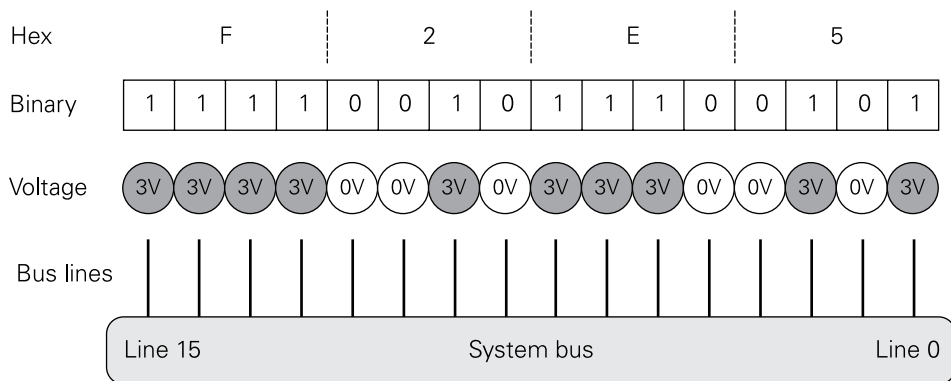 Hex F 2 E 5
Binary 1 1 1 1 0 0 1 0 1 1 1 0 0 1 0 1
Voltage 3V 3V 3V 3V 0V 0V 3V 0V 3V 3V 3V 0V 0V 3V 0V 3V
Bus lines
Line 15 System bus Line 0